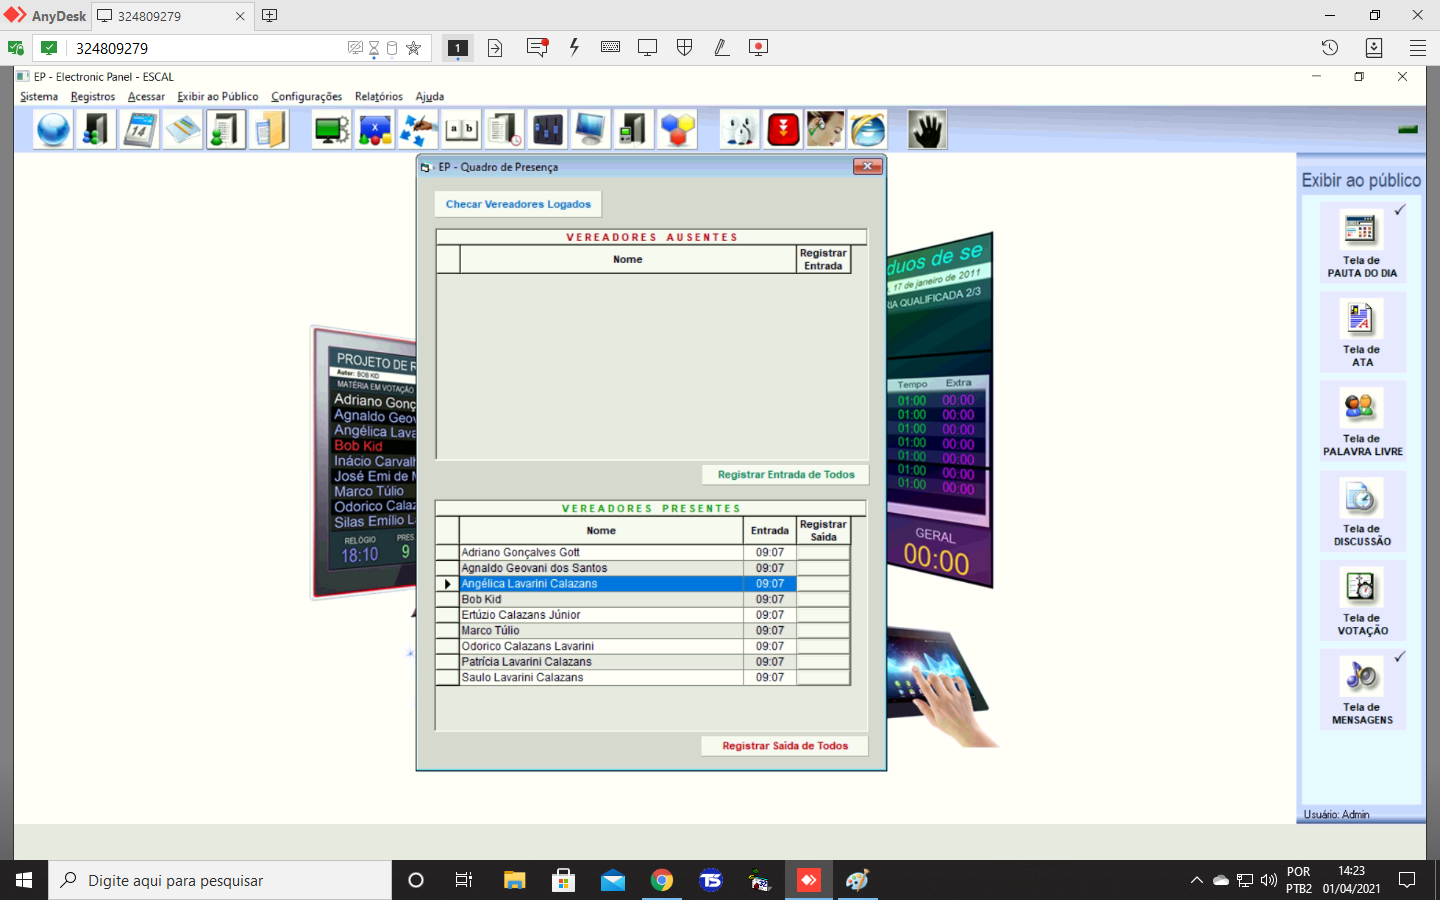 AnyDesk
324809279
324809279
1
EP - Electronic Panel - ESCAL
Sistema Registros Acessar Exibir ao Público Configurações Relatórios Ajuda
14
X
a b
EP - Quadro de Presença
Checar Vereadores Logados
VEREADORES AUSENTES
Nome
Registrar
Entrada
Registrar Entrada de Todos
VEREADORES PRESENTES
Nome Entrada Registrar
Saída
Adriano Gonçalves Gott 09:07
Agnaldo Geovani dos Santos 09:07
Angélica Lavarini Calazans 09:07
Bob Kid 09:07
Ertúzio Calazans Júnior 09:07
Marco Túlio 09:07
Odorico Calazans Lavarini 09:07
Patrícia Lavarini Calazans 09:07
Saulo Lavarini Calazans 09:07
Registrar Saída de Todos
PROJETO DE R
Autor: BOB KID
MATÉRIA EM VOTAÇÃO
Adriano Gonç
Agnaldo Geov
Angélica Lava
Bob Kid
Inácio Carvalh
José Emi de M
Marco Túlio
Odorico Calaz
Silas Emílio L
RELÓGIO PRES
18:10 9
duos de se
, 17 de janeiro de 2011
RIA QUALIFICADA 2/3
Tempo Extra
01:00 00:00
01:00 00:00
01:00 00:00
01:00 00:00
01:00 00:00
01:00 00:00
01:00 00:00
GERAL
00:00
Exibir ao público
Tela de
PAUTA DO DIA
Tela de
ATA
Tela de
PALAVRA LIVRE
Tela de
DISCUSSÃO
Tela de
VOTAÇÃO
Tela de
MENSAGENS
Usuário: Admin
Digite aqui para pesquisar
TS
POR
PTB2
14:23
01/04/2021